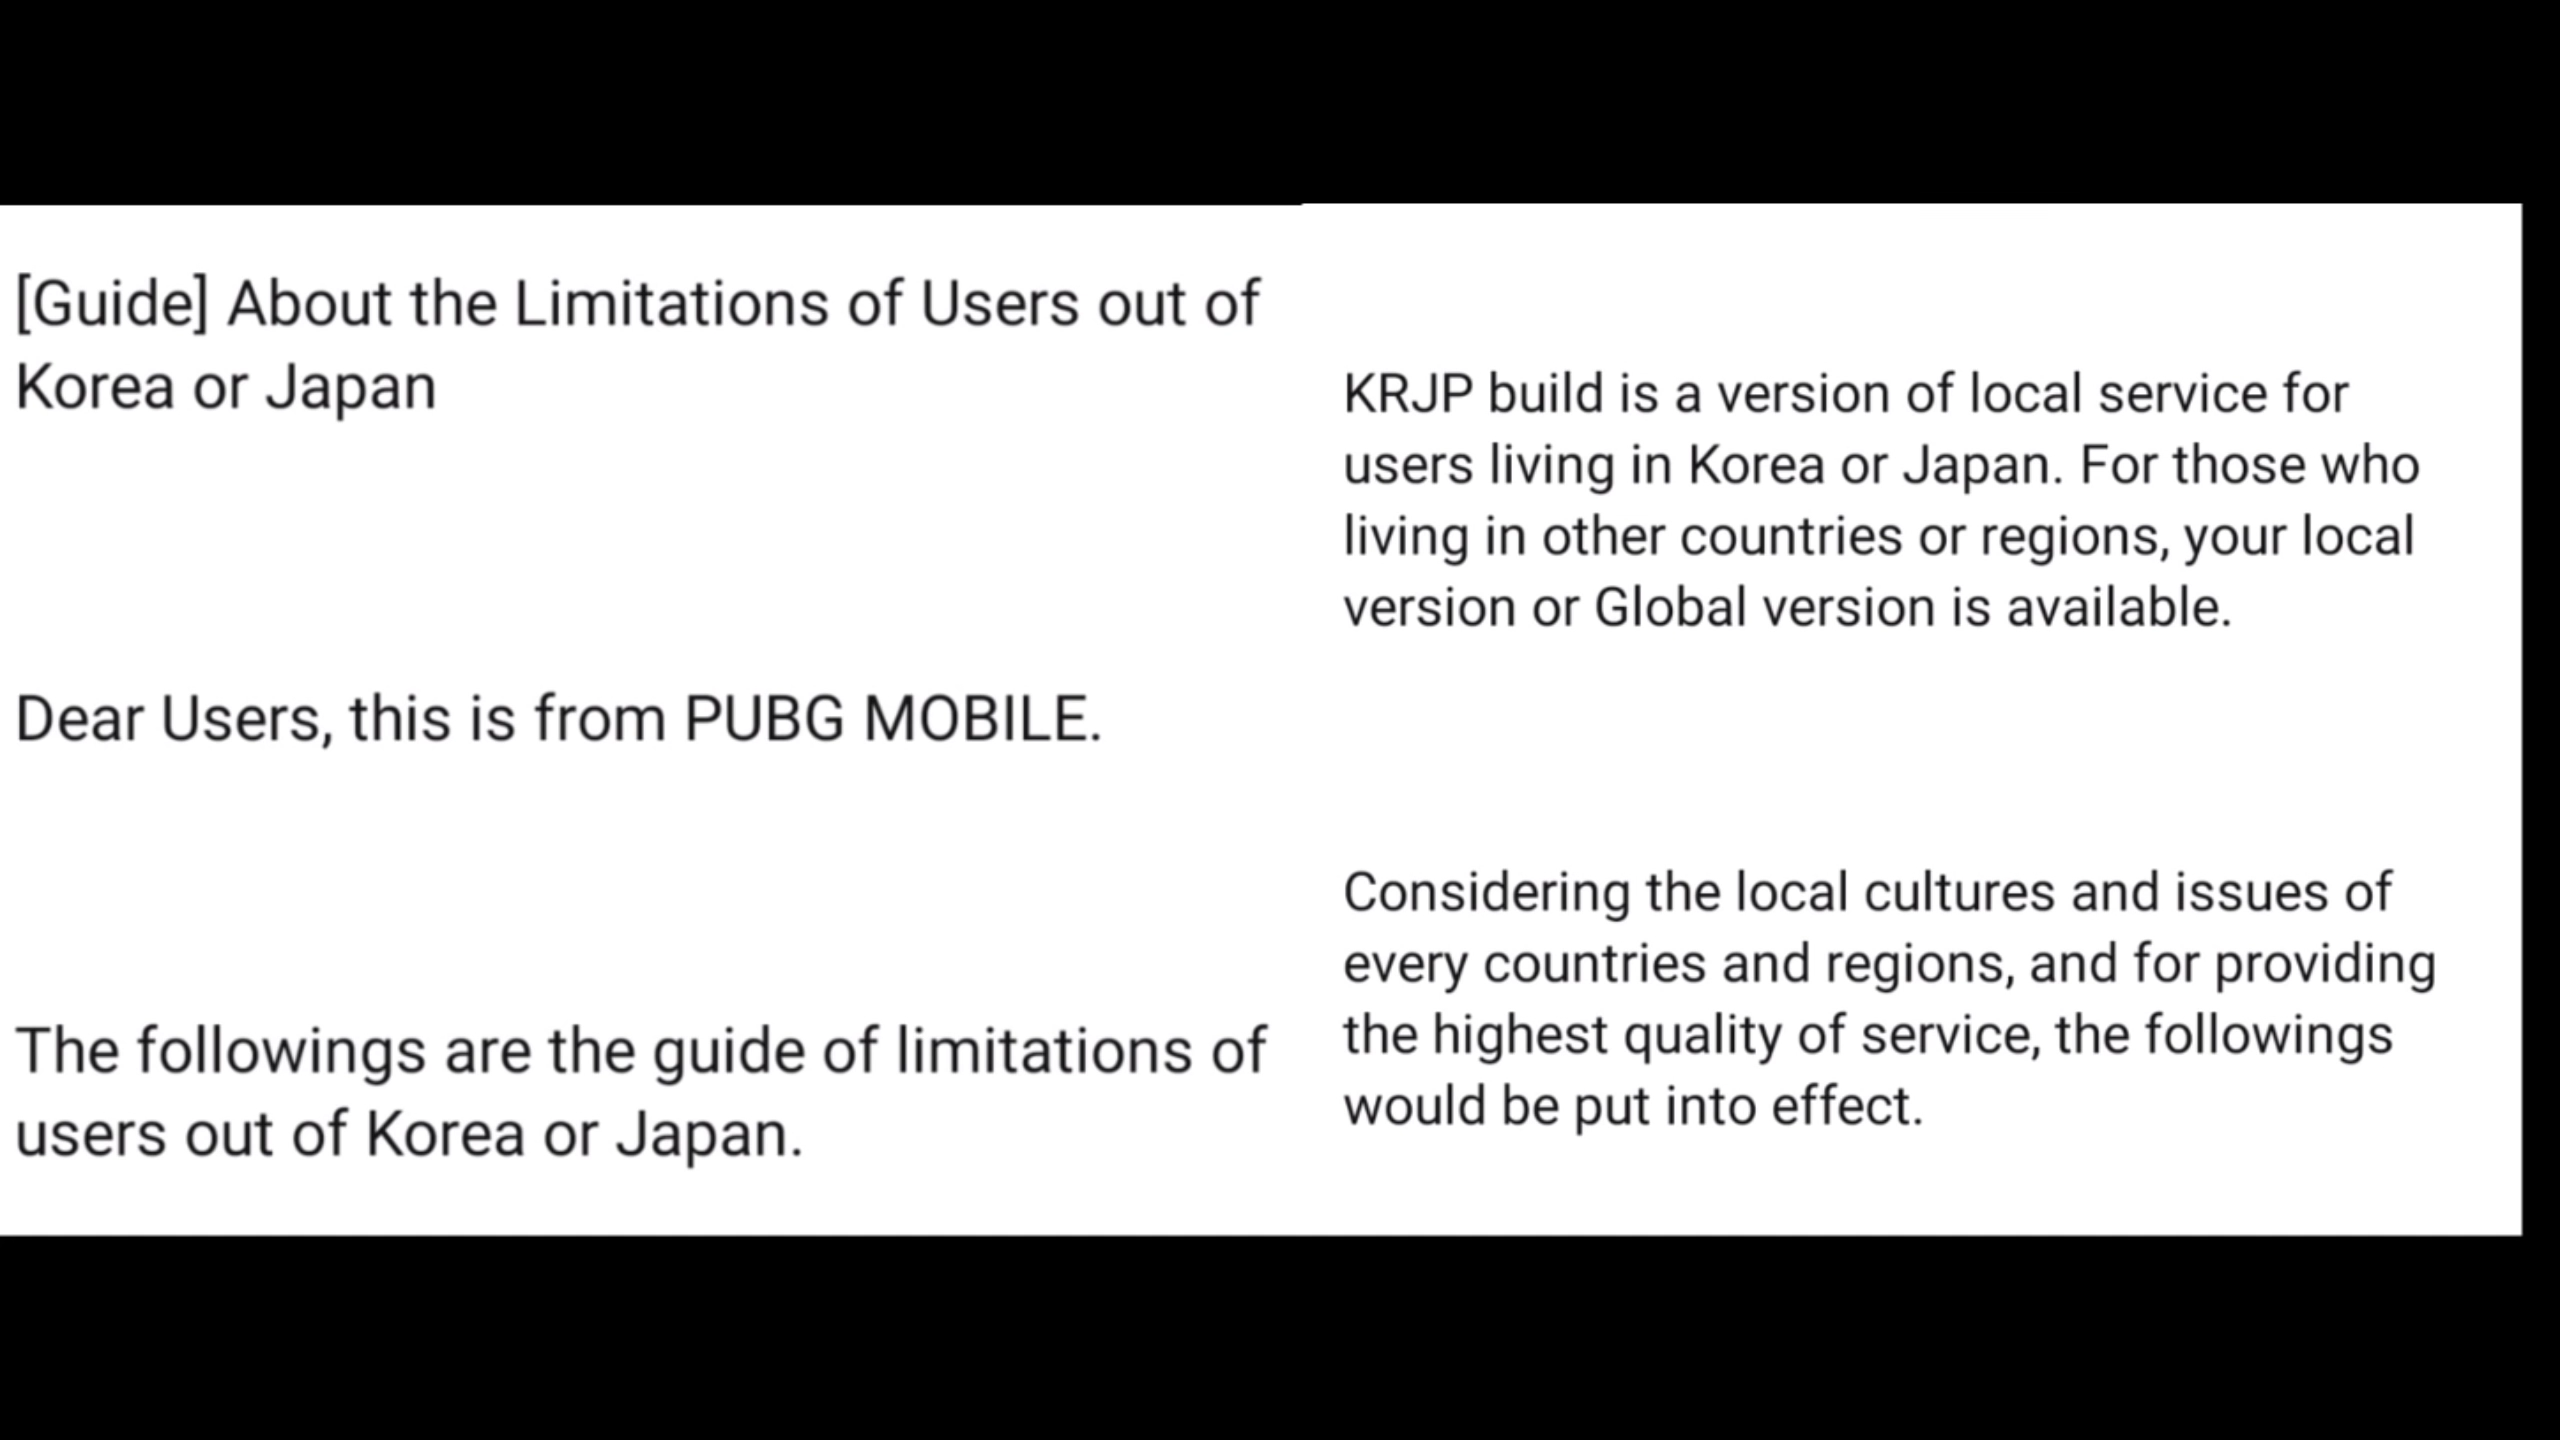 [Guide] About the Limitations of Users out of
Korea or Japan
Dear Users, this is from PUBG MOBILE.
The followings are the guide of limitations of
users out of Korea or Japan.
KRJP build is a version of local service for
users living in Korea or Japan. For those who
living in other countries or regions, your local
version or Global version is available.
Considering the local cultures and issues of
every countries and regions, and for providing
the highest quality of service, the followings
would be put into effect.